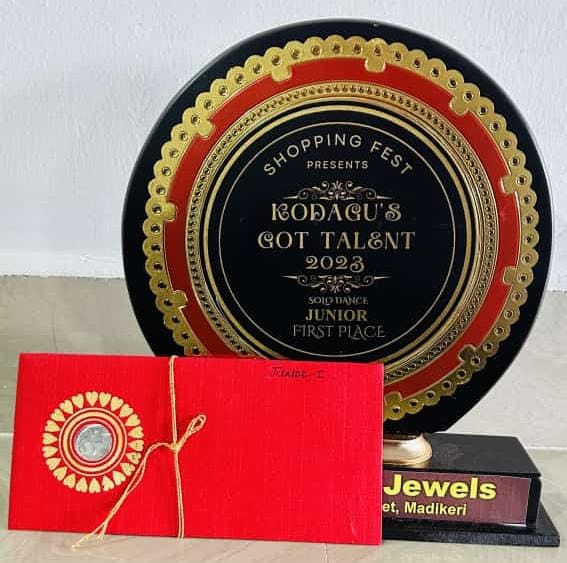 SHOPPING FEST
PRESENTS
KODAGU'S
GOT TALENT
2023
SOLO DANCE
JUNIOR
FIRST PLACE
Junior - I
Jewels
et, Madikeri